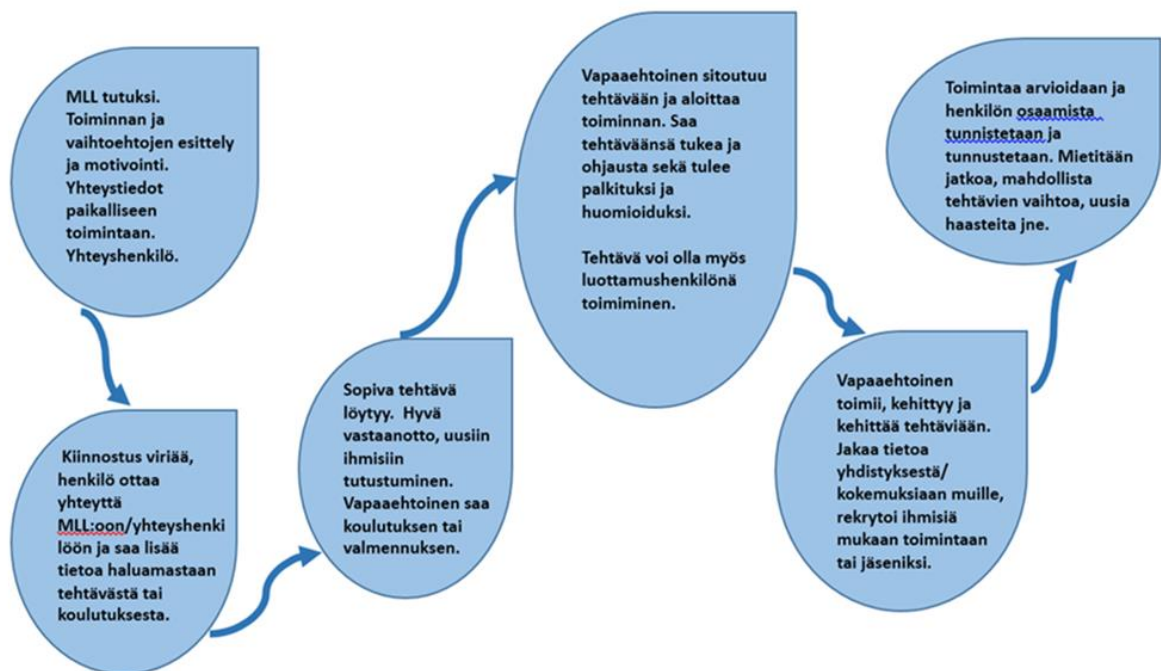 MLL tutuksi.
Toiminnan ja
vaihtoehtojen esittely
ja motivointi.
Yhteystiedot
paikalliseen
toimintaan.
Yhteyshenkilö.
Kiinnostus viriää,
henkilö ottaa
yhteyttä
MLL:oon/yhteyshenki
löön ja saa lisää
tietoa haluamastaan
tehtävästä tai
koulutuksesta.
Sopiva tehtävä
löytyy. Hyvä
vastaanotto, uusiin
ihmisiin
tutustuminen.
Vapaaehtoinen saa
koulutuksen tai
valmennuksen.
Vapaaehtoinen sitoutuu
tehtävään ja aloittaa
toiminnan. Saa
tehtäväänsä tukea ja
ohjausta sekä tulee
palkituksi ja
huomioiduksi.
Tehtävä voi olla myös
luottamushenkilönä
toimiminen.
Vapaaehtoinen
toimii, kehittyy ja
kehittää tehtäviään.
Jakaa tietoa
yhdistyksestä/
kokemuksiaan muille,
rekrytoi ihmisiä
mukaan toimintaan
tai jäseniksi.
Toimintaa arvioidaan ja
henkilön osaamista
tunnistetaan ja
tunnustetaan. Mietitään
jatkoa, mahdollista
tehtävien vaihtoa, uusia
haasteita jne.